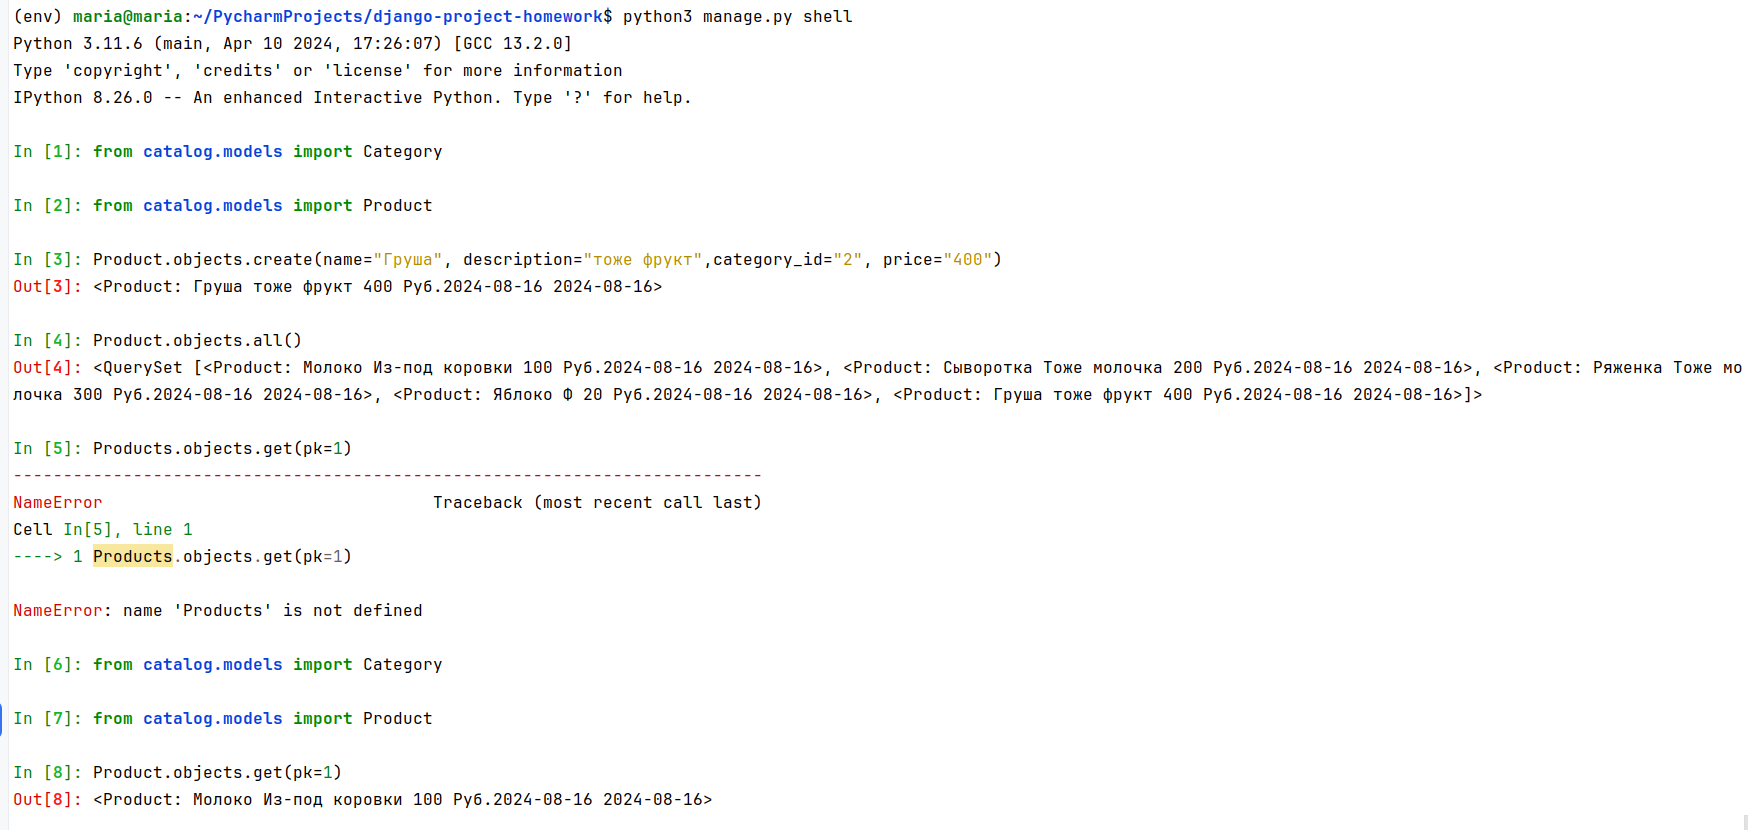 (env) maria@maria:~/PycharmProjects/django-project-homework$ python3 manage.py shell
Python 3.11.6 (main, Apr 10 2024, 17:26:07) [GCC 13.2.0]
Type 'copyright', 'credits' or 'license' for more information
IPython 8.26.0 -- An enhanced Interactive Python. Type '?' for help.
In [1]: from catalog.models import Category
In [2]: from catalog.models import Product
In [3]: Product.objects.create(name="Груша", description="тоже фрукт",category_id="2", price="400")
Out[3]: <Product: Груша тоже фрукт 400 Руб.2024-08-16 2024-08-16>
In [4]: Product.objects.all()
Out[4]: <QuerySet [<Product: Молоко Из-под коровки 100 Руб.2024-08-16 2024-08-16>, <Product: Сыворотка Тоже молочка 200 Руб.2024-08-16 2024-08-16>, <Product: Ряженка Тоже мо
лочка 300 Руб.2024-08-16 2024-08-16>, <Product: Яблоко Ф 20 Руб.2024-08-16 2024-08-16>, <Product: Груша тоже фрукт 400 Руб.2024-08-16 2024-08-16>]>
In [5]: Products.objects.get(pk=1)
---------------------------------------------------------------------------
NameError                                 Traceback (most recent call last)
Cell In[5], line 1
----> 1 Products.objects.get(pk=1)
NameError: name 'Products' is not defined
In [6]: from catalog.models import Category
In [7]: from catalog.models import Product
In [8]: Product.objects.get(pk=1)
Out[8]: <Product: Молоко Из-под коровки 100 Руб.2024-08-16 2024-08-16>